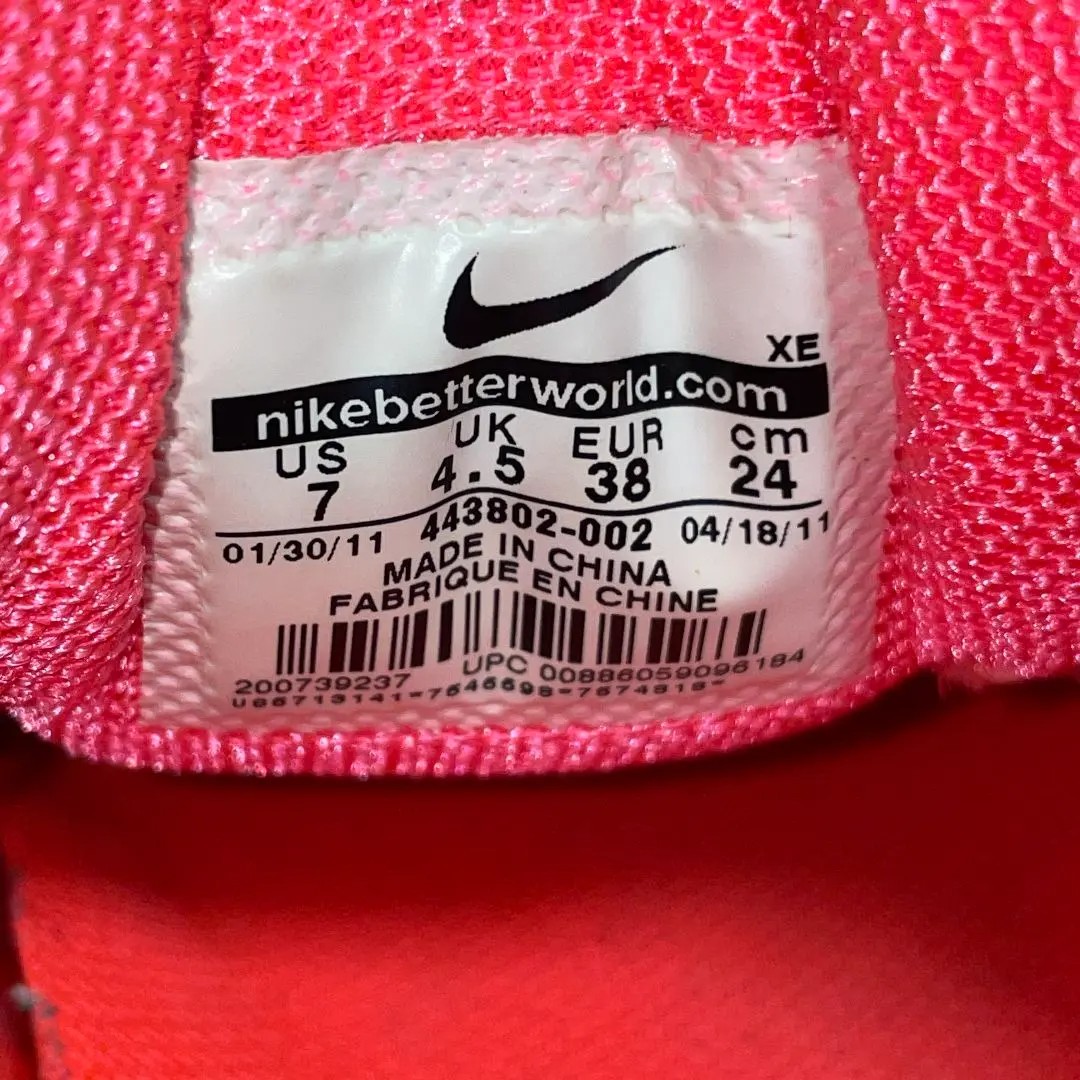 XE
nikebetterworld.com
US UK EUR cm
7 4.5 38 24
01/30/11 443802-002 04/18/11
MADE IN CHINA
FABRIQUE EN CHINE
200739237 UPC 00886059096184